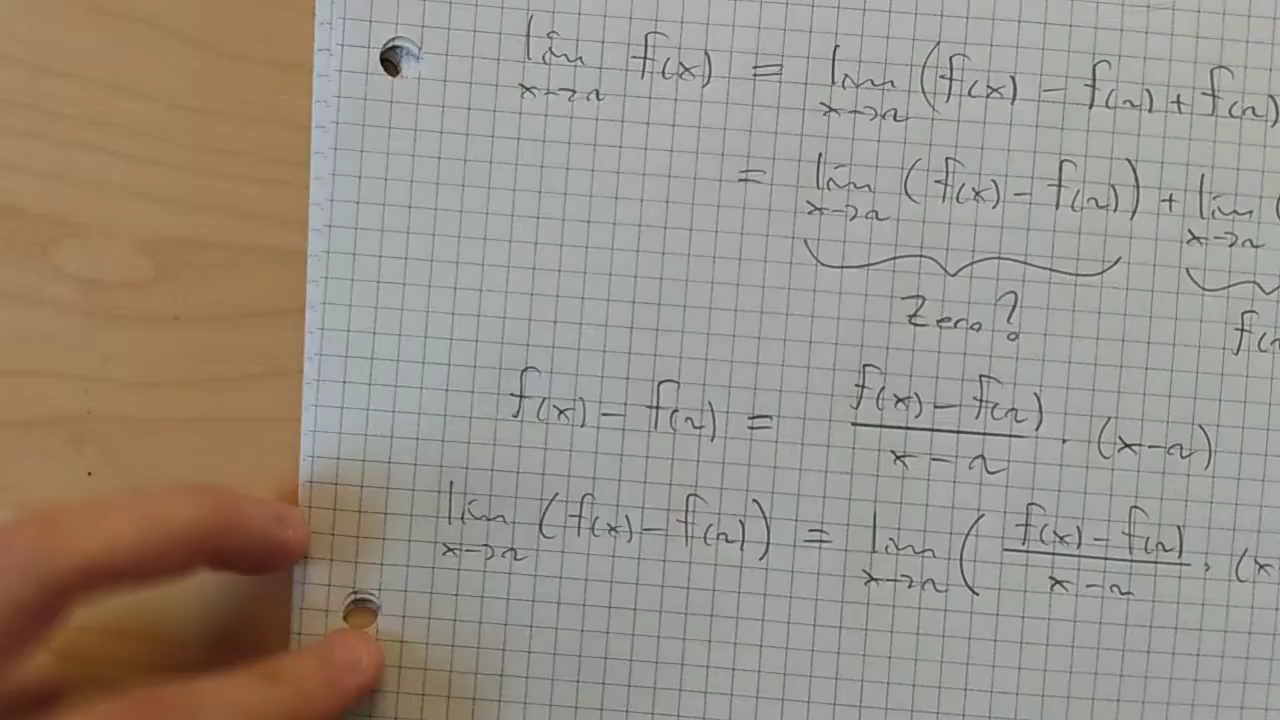 lim x→a f(x) = lim x→a (f(x) - f(a) + f(a)
= lim x→a (f(x) - f(a)) + lim x→a (
Zero? f(a
f(x) - f(a) = f(x) - f(a) / x - a · (x-a)
lim x→a (f(x) - f(a)) = lim x→a ( f(x) - f(a) / x - a · (x